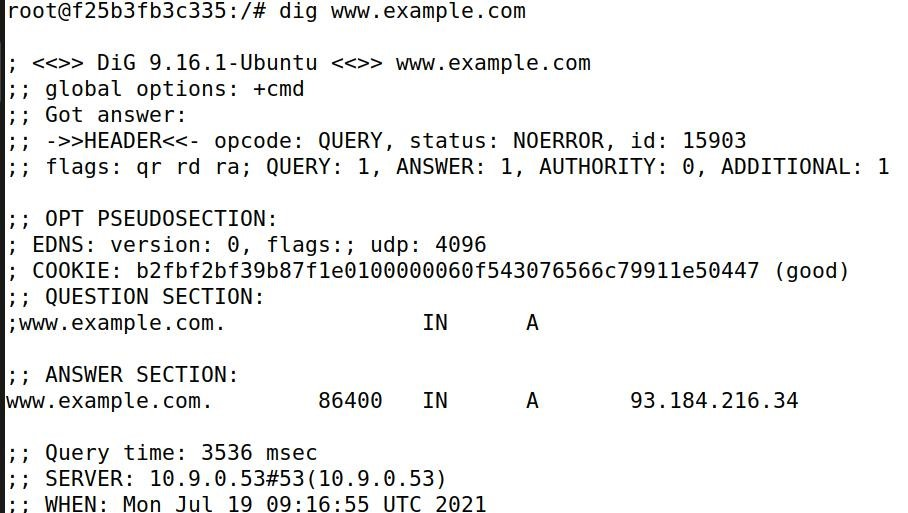 root@f25b3fb3c335:/# dig www.example.com
; <<>> DiG 9.16.1-Ubuntu <<>> www.example.com
;; global options: +cmd
;; Got answer:
;; ->>HEADER<<- opcode: QUERY, status: NOERROR, id: 15903
;; flags: qr rd ra; QUERY: 1, ANSWER: 1, AUTHORITY: 0, ADDITIONAL: 1
;; OPT PSEUDOSECTION:
; EDNS: version: 0, flags:; udp: 4096
; COOKIE: b2fbf2bf39b87f1e0100000060f543076566c79911e50447 (good)
;; QUESTION SECTION:
;www.example.com. IN A
;; ANSWER SECTION:
www.example.com. 86400 IN A 93.184.216.34
;; Query time: 3536 msec
;; SERVER: 10.9.0.53#53(10.9.0.53)
;; WHEN: Mon Jul 19 09:16:55 UTC 2021